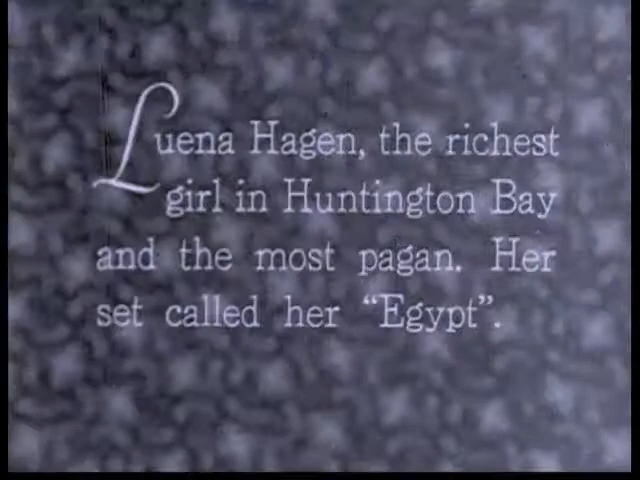 Luena Hagen, the richest
girl in Huntington Bay
and the most pagan. Her
set called her “Egypt”.